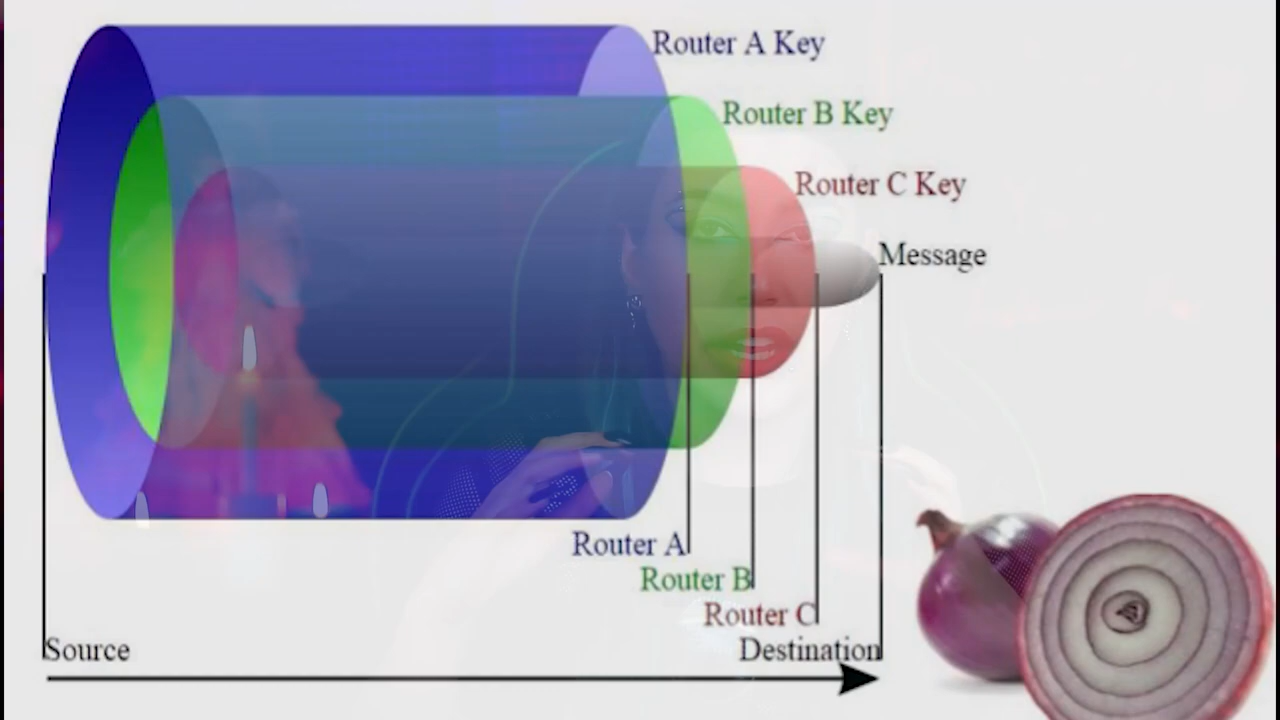 Router A Key
Router B Key
Router C Key
Message
Router A
Router B
Router C
Source
Destination